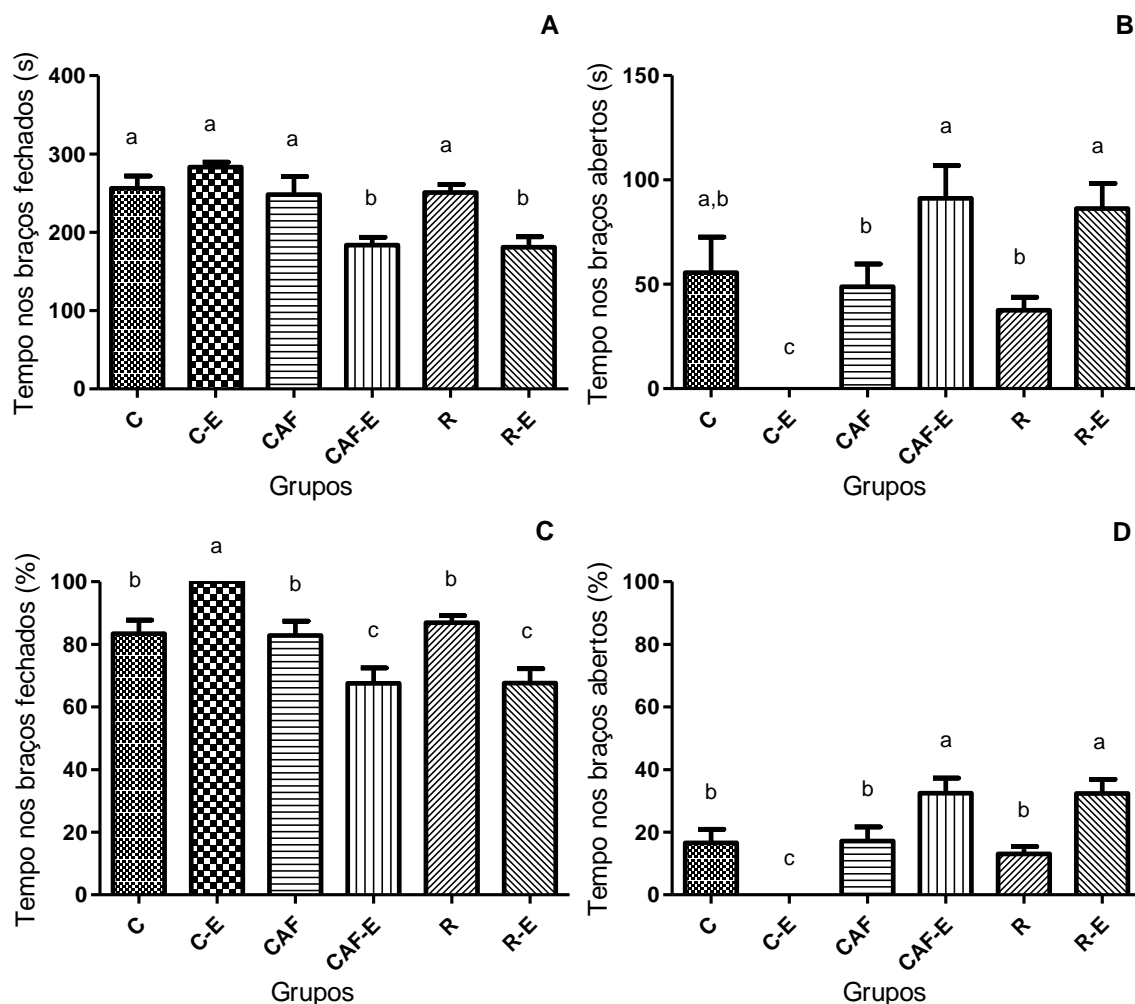 A
Tempo nos braços fechados (s)
400
300
200
100
0
a
a
a
b
a
b
C
C-E
CAF
CAF-E
R
R-E
Grupos
B
Tempo nos braços abertos (s)
150
100
50
0
a,b
c
b
a
b
a
C
C-E
CAF
CAF-E
R
R-E
Grupos
C
Tempo nos braços fechados (%)
100
80
60
40
20
0
b
a
b
c
b
c
C
C-E
CAF
CAF-E
R
R-E
Grupos
D
Tempo nos braços abertos (%)
100
80
60
40
20
0
b
c
b
a
b
a
C
C-E
CAF
CAF-E
R
R-E
Grupos